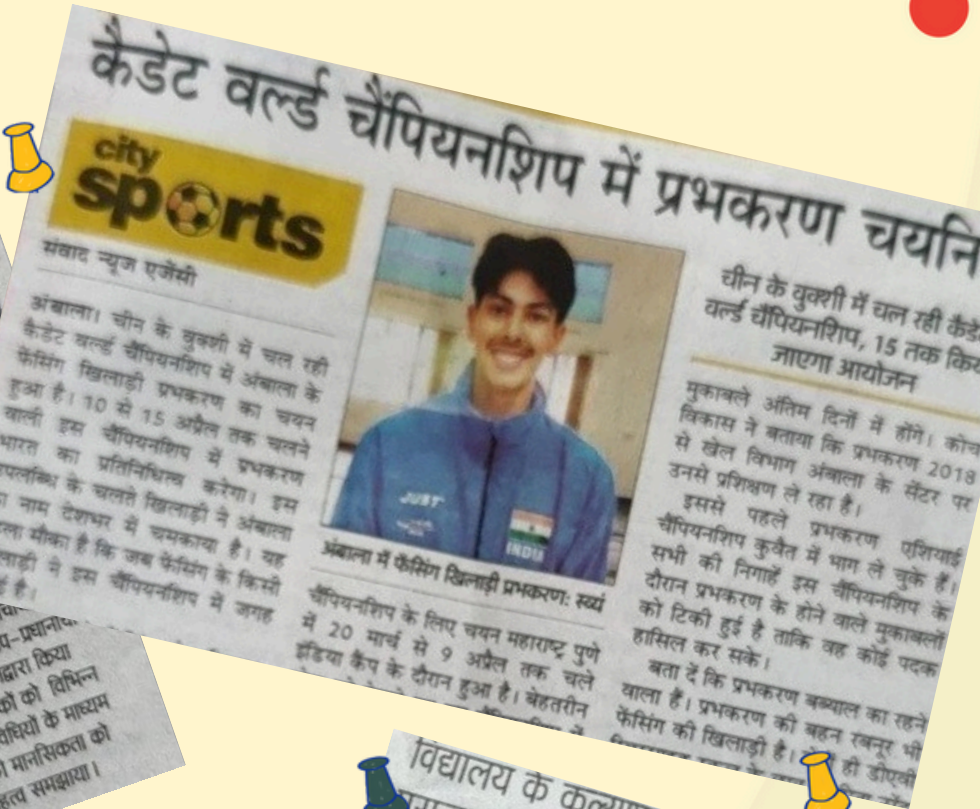 कैडेट वर्ल्ड चैंपियनशिप में प्रभकरण चयनि
city
sports
संवाद न्यूज एजेंसी
अंबाला। चीन के वुक्शी में चल रही
कैडेट वर्ल्ड चैंपियनशिप में अंबाला के
फेंसिंग खिलाड़ी प्रभकरण का चयन
हुआ है। 10 से 15 अप्रैल तक चलने
वाली इस चैंपियनशिप में प्रभकरण
भारत का प्रतिनिधित्व करेगा। इस
के चलते खिलाड़ी ने अंबाला
नाम देशभर में चमकाया है। यह
मौका है कि जब फेंसिंग के किसी
ने इस चैंपियनशिप में जगह
है।
JUST
INDIA
अंबाला में फेंसिंग खिलाड़ी प्रभकरण: स्वयं
चैंपियनशिप के लिए चयन महाराष्ट्र पुणे
में 20 मार्च से 9 अप्रैल तक चले
इंडिया कैंप के दौरान हुआ है। बेहतरीन
चीन के वुक्शी में चल रही कैडे
वर्ल्ड चैंपियनशिप, 15 तक किय
जाएगा आयोजन
मुकाबले अंतिम दिनों में होंगे। कोच
विकास ने बताया कि प्रभकरण 2018
से खेल विभाग अंबाला के सेंटर पर
उनसे प्रशिक्षण ले रहा है।
इससे पहले प्रभकरण एशियाई
चैंपियनशिप कुवैत में भाग ले चुके हैं।
सभी की निगाहें इस चैंपियनशिप के
दौरान प्रभकरण के होने वाले मुकाबलों
को टिकी हुई है ताकि वह कोई पदक
हासिल कर सके।
बता दें कि प्रभकरण बब्याल का रहने
वाला है। प्रभकरण की बहन रबनूर भी
फेंसिंग की खिलाड़ी है। ही डीएवी
द्वारा किया
को विभिन्न
के माध्यम
मानसिकता को
समझाया।
विद्यालय के